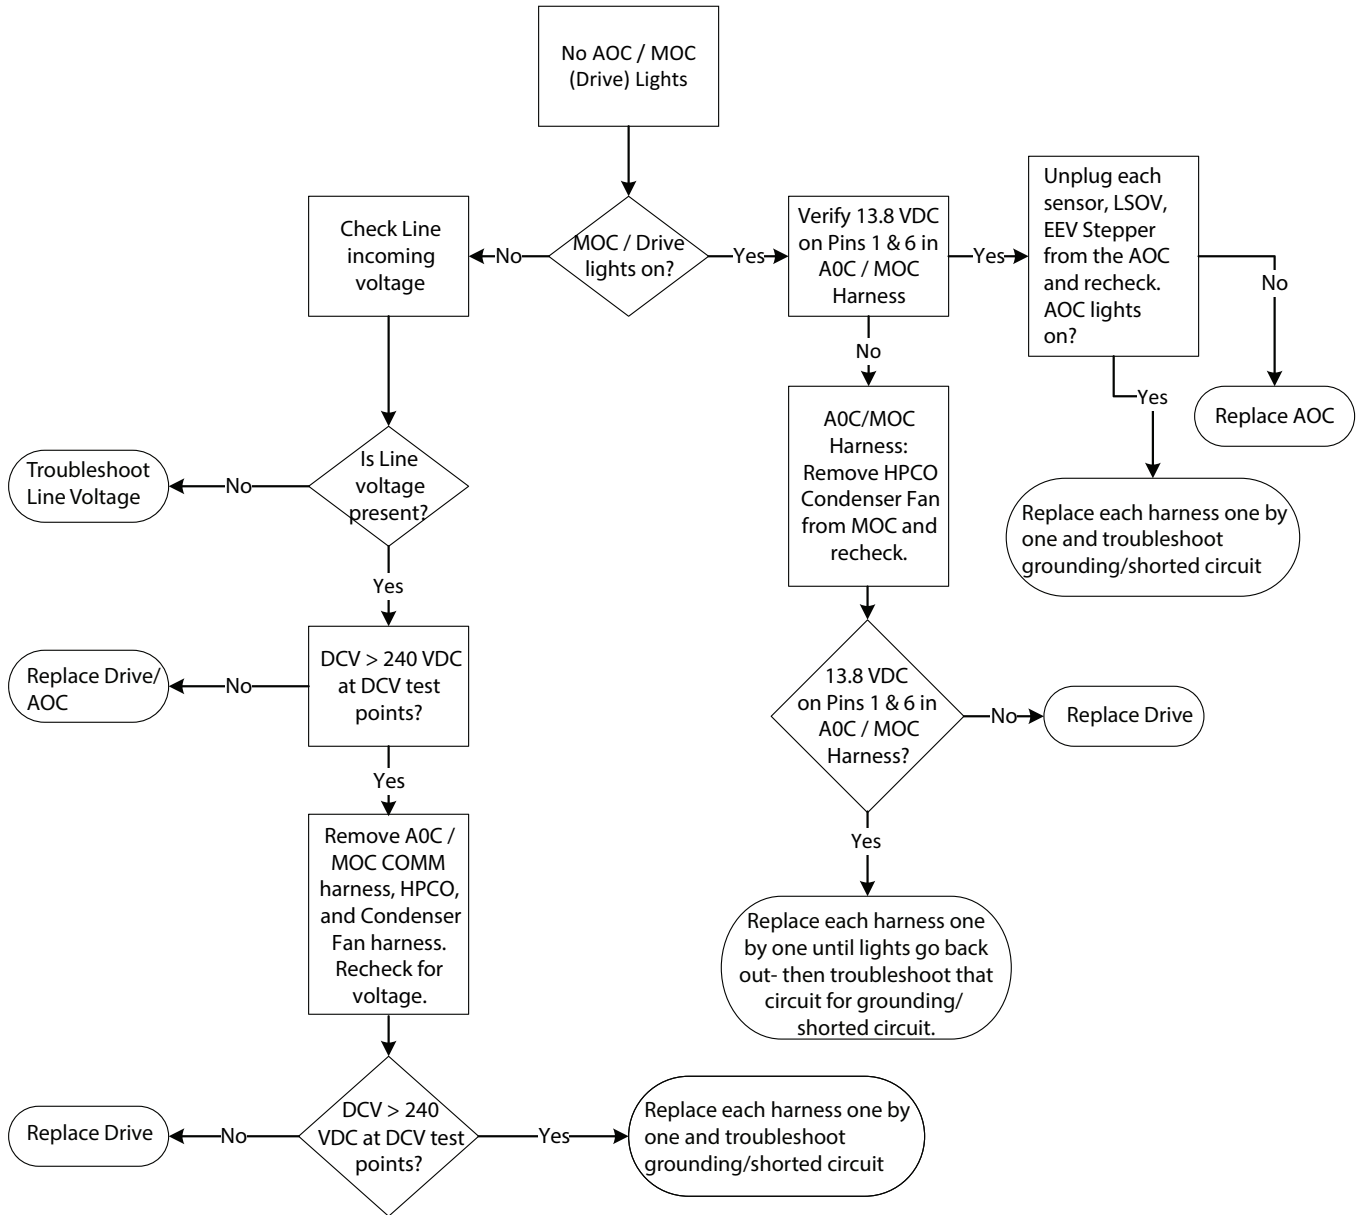 No AOC / MOC
(Drive) Lights
MOC / Drive
lights on?
No
Yes
Check Line
incoming
voltage
Verify 13.8 VDC
on Pins 1 & 6 in
A0C / MOC
Harness
Yes
No
Unplug each
sensor, LSOV,
EEV Stepper
from the AOC
and recheck.
AOC lights
on?
No
Yes
Replace AOC
Replace each harness one by
one and troubleshoot
grounding/shorted circuit
A0C/MOC
Harness:
Remove HPCO
Condenser Fan
from MOC and
recheck.
Is Line
voltage
present?
No
Troubleshoot
Line Voltage
Yes
DCV > 240 VDC
at DCV test
points?
No
Replace Drive/
AOC
Yes
13.8 VDC
on Pins 1 & 6 in
A0C / MOC
Harness?
No
Replace Drive
Yes
Replace each harness one
by one until lights go back
out- then troubleshoot that
circuit for grounding/
shorted circuit.
Remove A0C /
MOC COMM
harness, HPCO,
and Condenser
Fan harness.
Recheck for
voltage.
DCV > 240
VDC at DCV test
points?
No
Replace Drive
Yes
Replace each harness one by
one and troubleshoot
grounding/shorted circuit